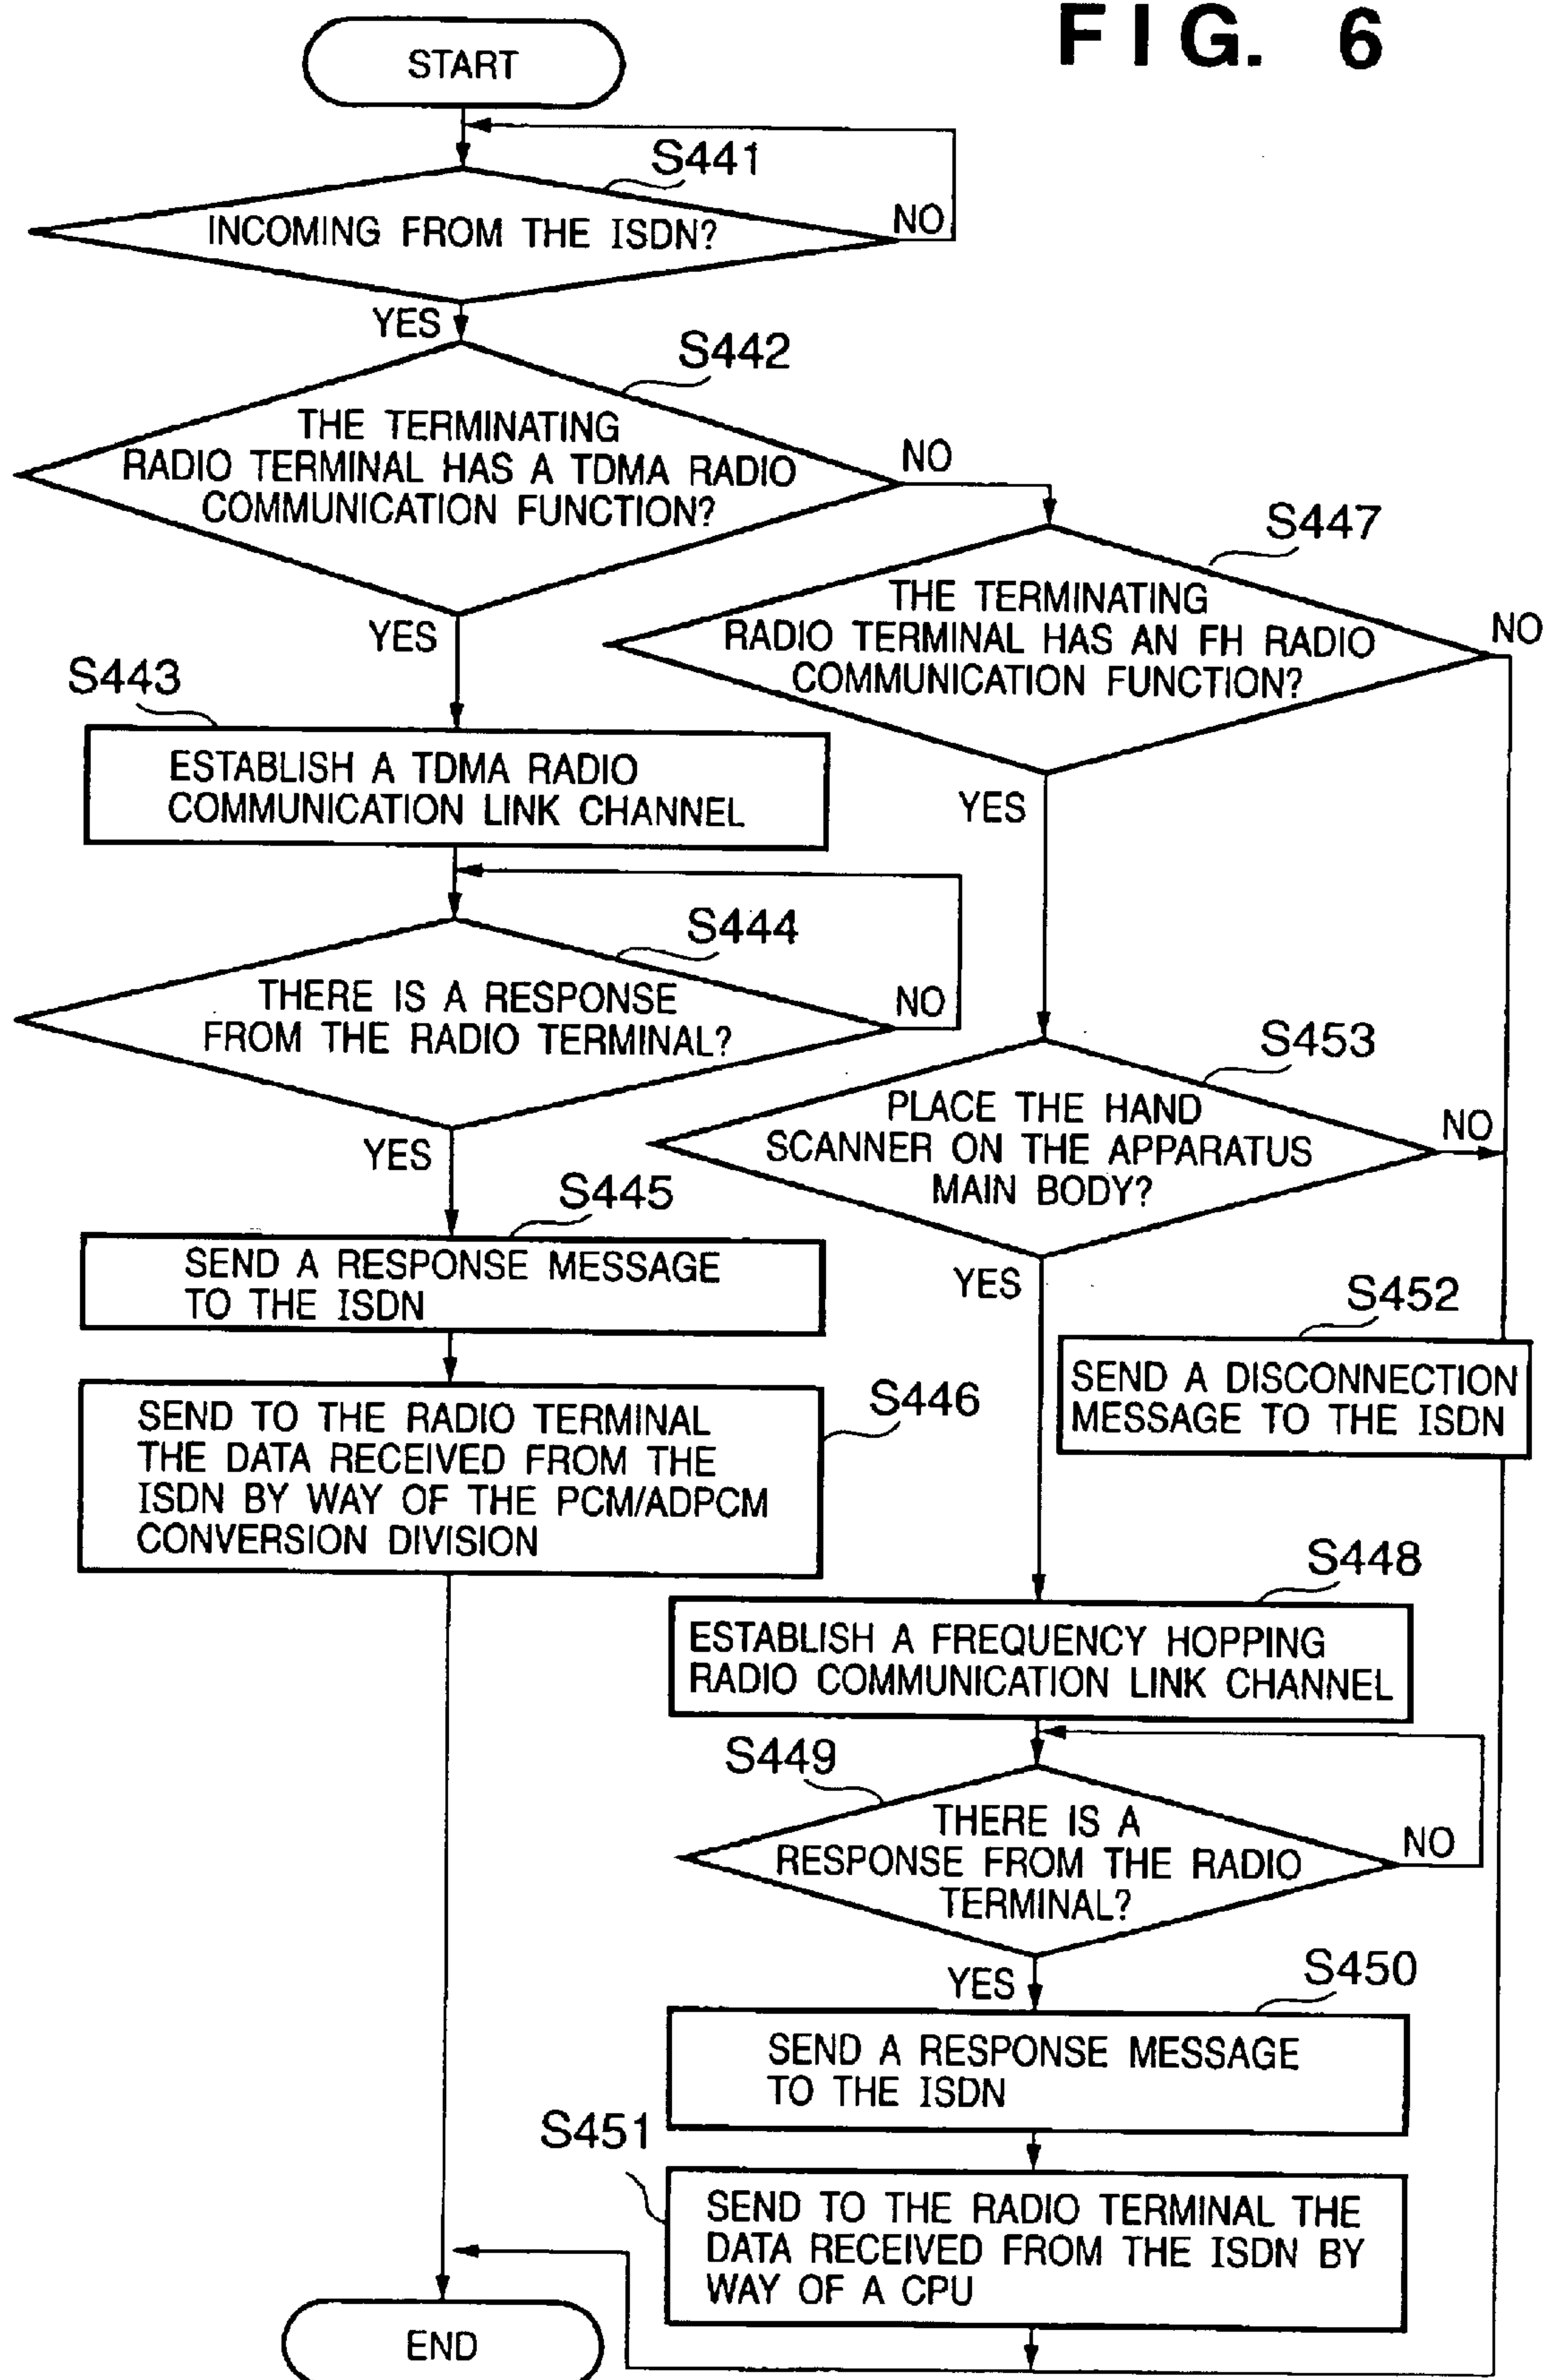 FIG. 6
START
S441
INCOMING FROM THE ISDN?
NO
YES
S442
THE TERMINATING
RADIO TERMINAL HAS A TDMA RADIO
COMMUNICATION FUNCTION?
NO
YES
S447
THE TERMINATING
RADIO TERMINAL HAS AN FH RADIO
COMMUNICATION FUNCTION?
NO
YES
S443
ESTABLISH A TDMA RADIO
COMMUNICATION LINK CHANNEL
S444
THERE IS A RESPONSE
FROM THE RADIO TERMINAL?
NO
YES
S453
PLACE THE HAND
SCANNER ON THE APPARATUS
MAIN BODY?
NO
YES
S445
SEND A RESPONSE MESSAGE
TO THE ISDN
S452
SEND A DISCONNECTION
MESSAGE TO THE ISDN
S446
SEND TO THE RADIO TERMINAL
THE DATA RECEIVED FROM THE
ISDN BY WAY OF THE PCM/ADPCM
CONVERSION DIVISION
S448
ESTABLISH A FREQUENCY HOPPING
RADIO COMMUNICATION LINK CHANNEL
S449
THERE IS A
RESPONSE FROM THE RADIO
TERMINAL?
NO
YES
S450
SEND A RESPONSE MESSAGE
TO THE ISDN
S451
SEND TO THE RADIO TERMINAL THE
DATA RECEIVED FROM THE ISDN BY
WAY OF A CPU
END